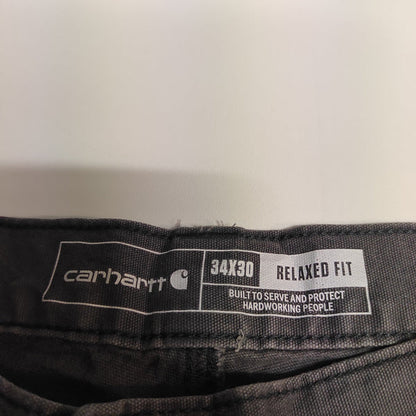 carhartt
34X30
RELAXED FIT
BUILT TO SERVE AND PROTECT
HARDWORKING PEOPLE